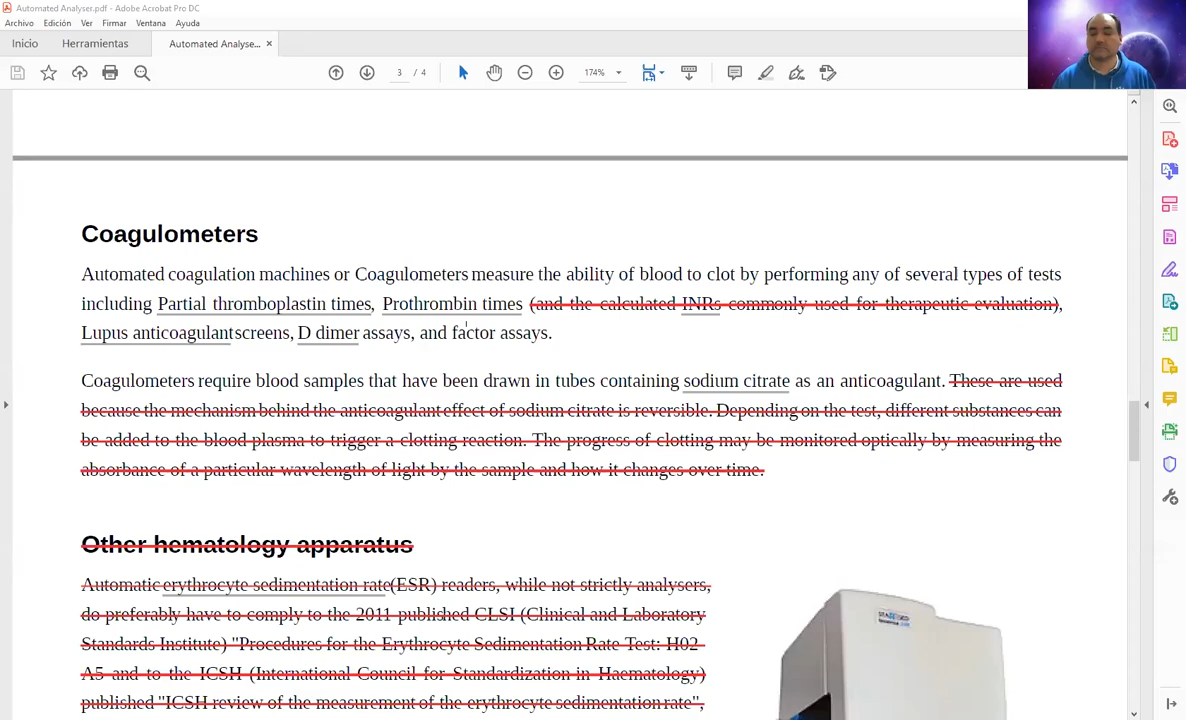 Automated Analyser.pdf - Adobe Acrobat Pro DC
Archivo Edición Ver Firmar Ventana Ayuda
Inicio Herramientas Automated Analyse... ×
3 / 4 174%
Coagulometers
Automated coagulation machines or Coagulometers measure the ability of blood to clot by performing any of several types of tests
including Partial thromboplastin times, Prothrombin times (and the calculated INRs commonly used for therapeutic evaluation),
Lupus anticoagulant screens, D dimer assays, and factor assays.
Coagulometers require blood samples that have been drawn in tubes containing sodium citrate as an anticoagulant. These are used
because the mechanism behind the anticoagulant effect of sodium citrate is reversible. Depending on the test, different substances can
be added to the blood plasma to trigger a clotting reaction. The progress of clotting may be monitored optically by measuring the
absorbance of a particular wavelength of light by the sample and how it changes over time.
Other hematology apparatus
Automatic erythrocyte sedimentation rate(ESR) readers, while not strictly analysers,
do preferably have to comply to the 2011-published CLSI (Clinical and Laboratory
Standards Institute) "Procedures for the Erythrocyte Sedimentation Rate Test: H02-
A5 and to the ICSH (International Council for Standardization in Haematology)
published "ICSH review of the measurement of the erythrocyte sedimentation rate",